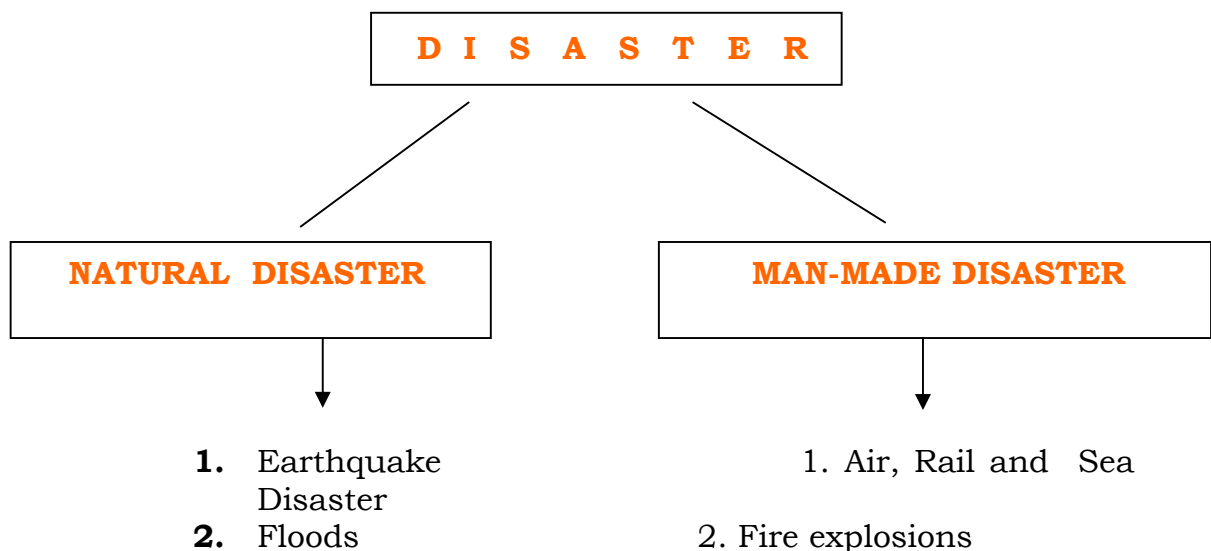 D I S A S T E R
NATURAL DISASTER
MAN-MADE DISASTER
1. Earthquake
Disaster
2. Floods
1. Air, Rail and Sea
2. Fire explosions